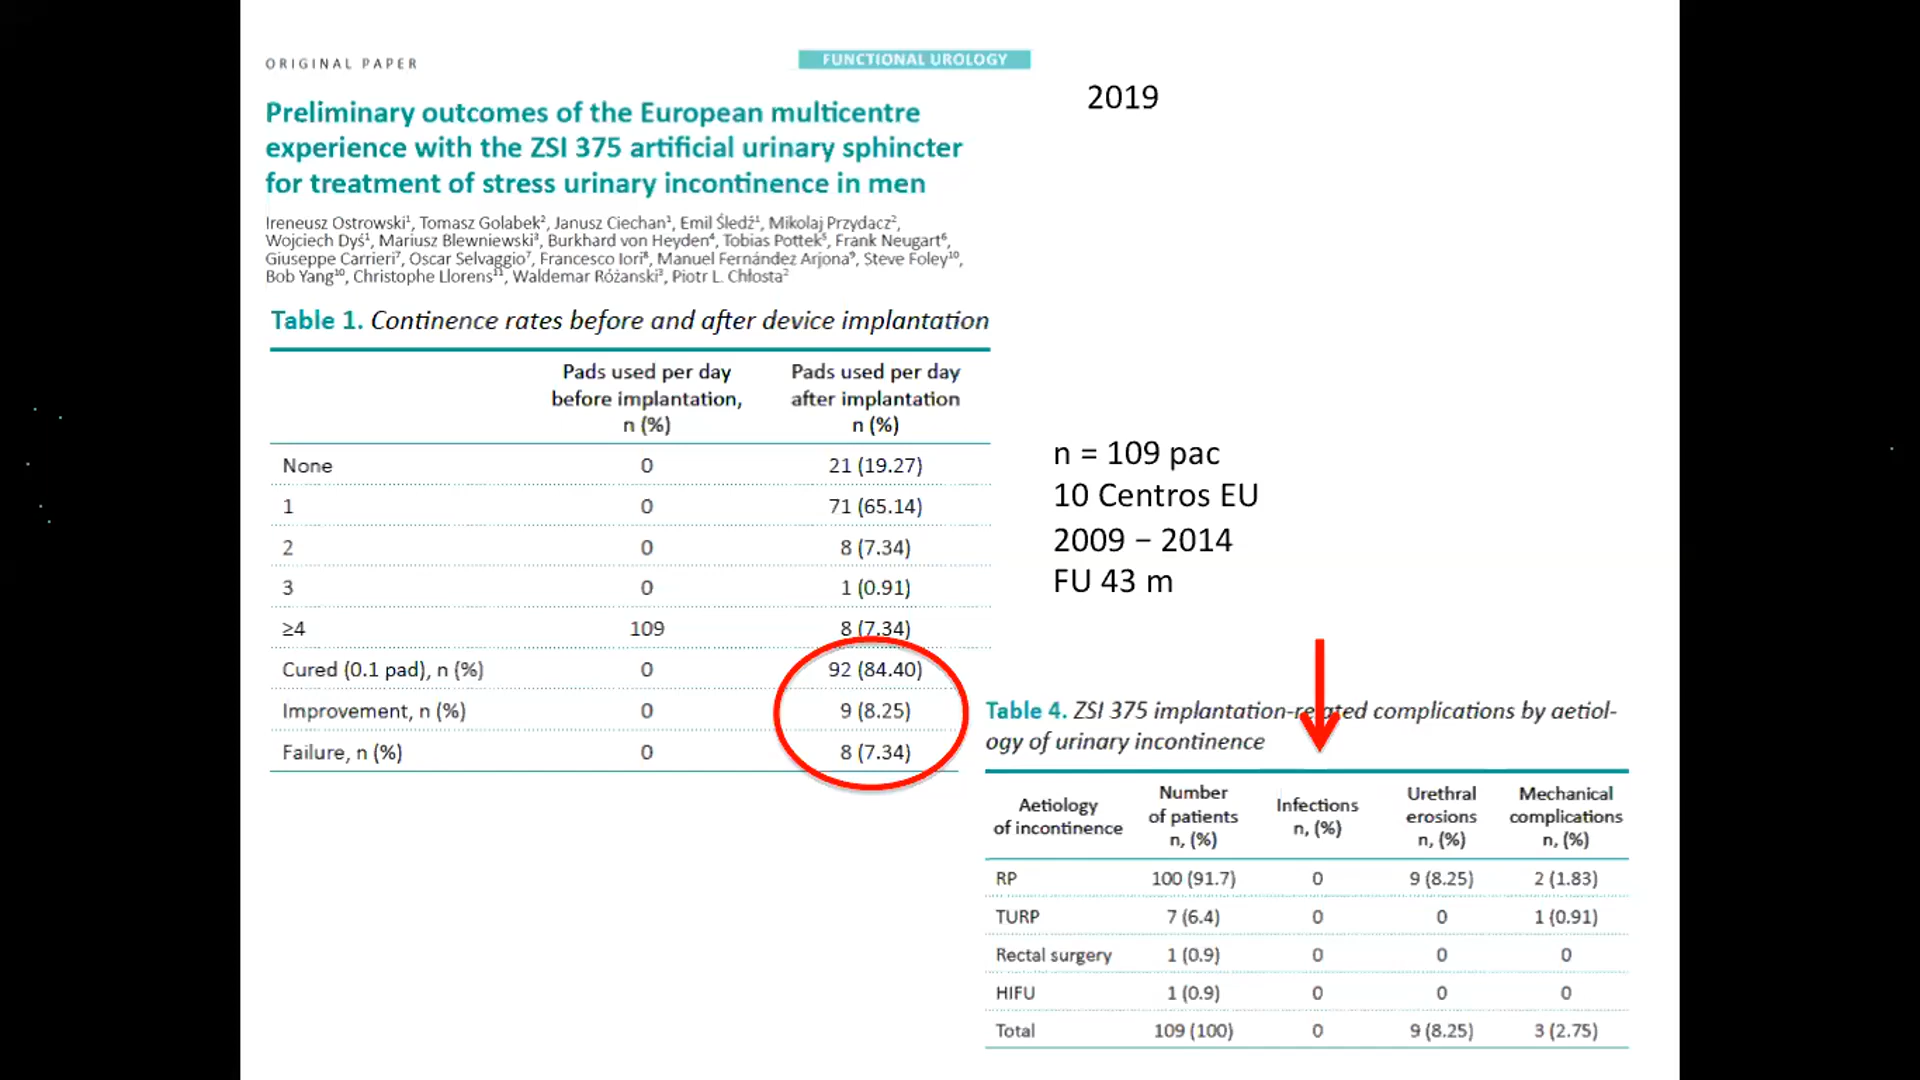 ORIGINAL PAPER
FUNCTIONAL UROLOGY
2019
Preliminary outcomes of the European multicentre
experience with the ZSI 375 artificial urinary sphincter
for treatment of stress urinary incontinence in men
Ireneusz Ostrowski¹, Tomasz Golabek², Janusz Ciechan¹, Emil Śledź¹, Mikolaj Przydacz²,
Wojciech Dyś¹, Mariusz Blewniewski³, Burkhard von Heyden⁴, Tobias Pottek⁵, Frank Neugart⁶,
Giuseppe Carrieri⁷, Oscar Selvaggio⁷, Francesco Iori⁸, Manuel Fernández Arjona⁹, Steve Foley¹⁰,
Bob Yang¹⁰, Christophe Llorens¹¹, Waldemar Różanski³, Piotr L. Chłosta²
Table 1. Continence rates before and after device implantation
Pads used per day before implantation, n (%) Pads used per day after implantation n (%)
None 0 21 (19.27)
1 0 71 (65.14)
2 0 8 (7.34)
3 0 1 (0.91)
≥4 109 8 (7.34)
Cured (0.1 pad), n (%) 0 92 (84.40)
Improvement, n (%) 0 9 (8.25)
Failure, n (%) 0 8 (7.34)
n = 109 pac
10 Centros EU
2009 – 2014
FU 43 m
Table 4. ZSI 375 implantation-related complications by aetiol-
ogy of urinary incontinence
Aetiology of incontinence Number of patients n, (%) Infections n, (%) Urethral erosions n, (%) Mechanical complications n, (%)
RP 100 (91.7) 0 9 (8.25) 2 (1.83)
TURP 7 (6.4) 0 0 1 (0.91)
Rectal surgery 1 (0.9) 0 0 0
HIFU 1 (0.9) 0 0 0
Total 109 (100) 0 9 (8.25) 3 (2.75)